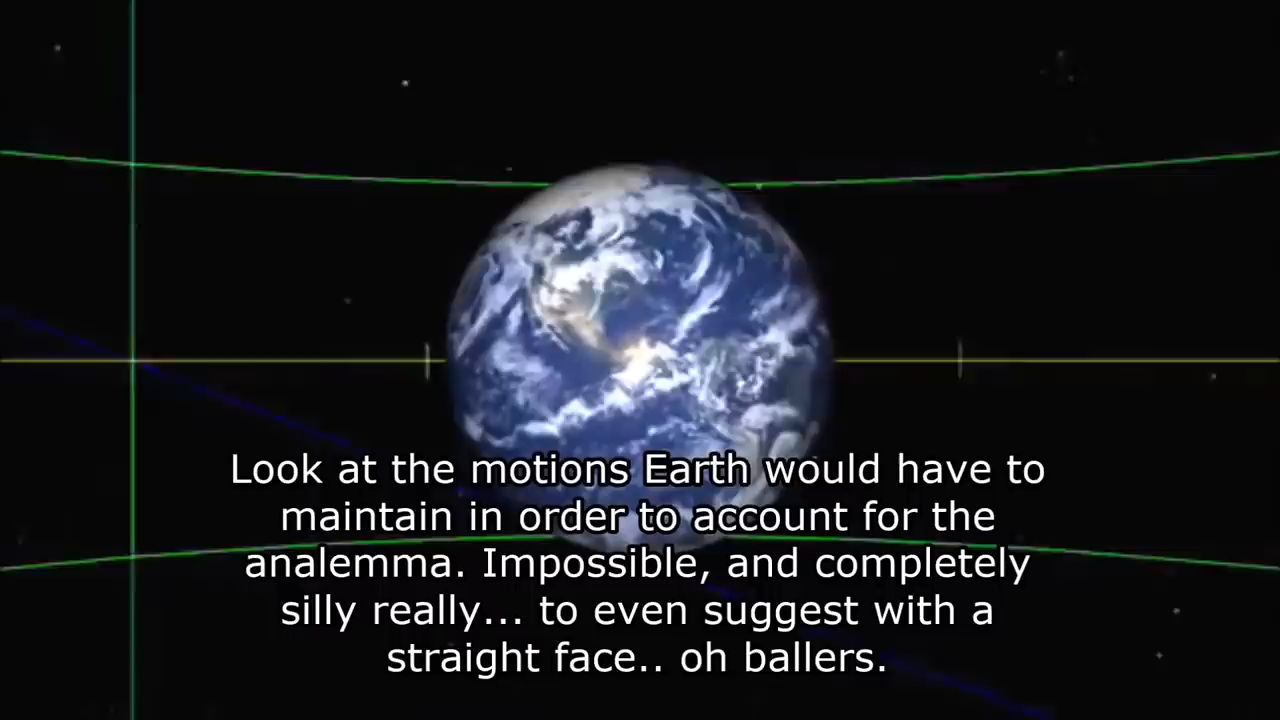 Look at the motions Earth would have to
maintain in order to account for the
analemma. Impossible, and completely
silly really... to even suggest with a
straight face.. oh ballers.